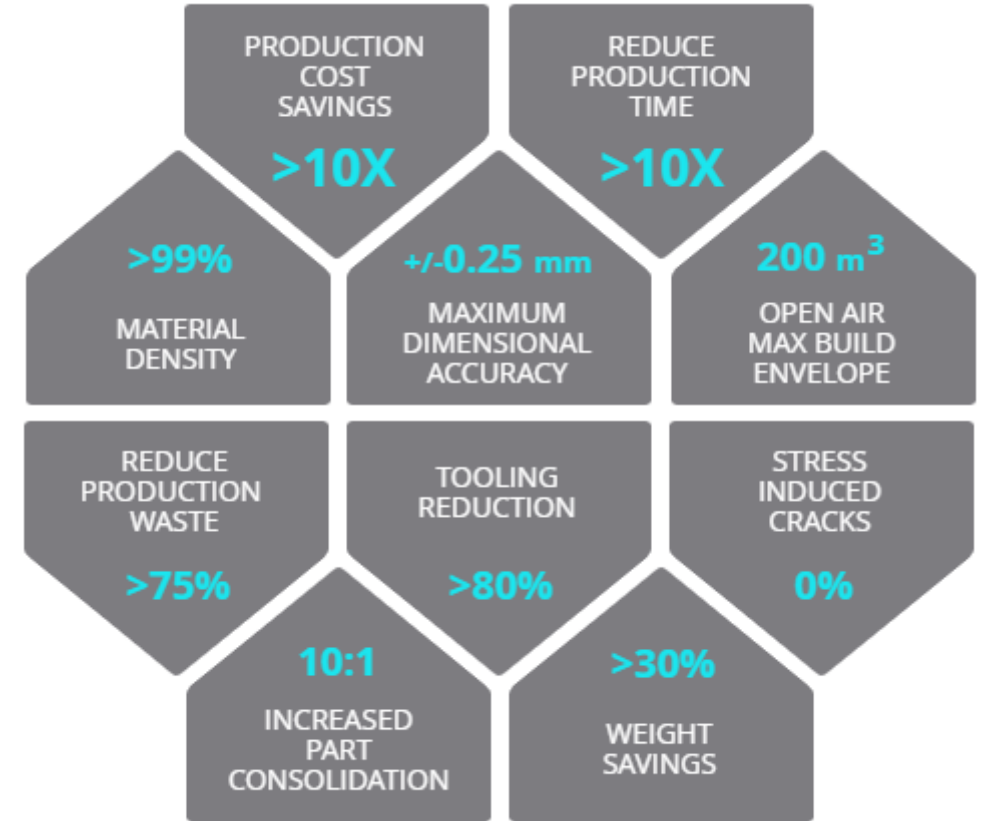 PRODUCTION
COST
SAVINGS
>10X
REDUCE
PRODUCTION
TIME
>10X
>99%
MATERIAL
DENSITY
+/-0.25 mm
MAXIMUM
DIMENSIONAL
ACCURACY
200 m³
OPEN AIR
MAX BUILD
ENVELOPE
REDUCE
PRODUCTION
WASTE
>75%
TOOLING
REDUCTION
>80%
STRESS
INDUCED
CRACKS
0%
10:1
INCREASED
PART
CONSOLIDATION
>30%
WEIGHT
SAVINGS